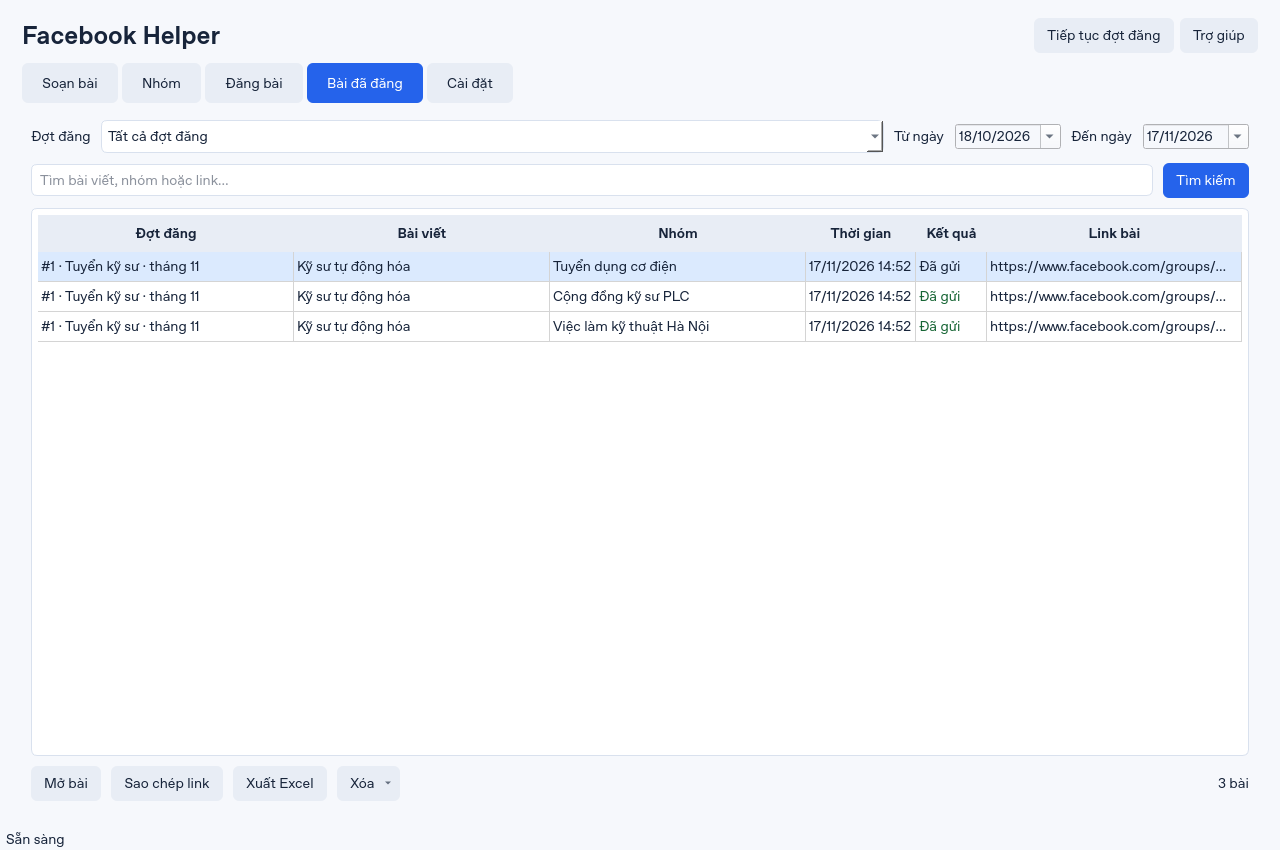 Facebook Helper
Tiếp tục đợt đăng
Trợ giúp
Soạn bài
Nhóm
Đăng bài
Bài đã đăng
Cài đặt
Đợt đăng
Tất cả đợt đăng
Từ ngày
18/10/2026
Đến ngày
17/11/2026
Tìm bài viết, nhóm hoặc link...
Tìm kiếm
Đợt đăng Bài viết Nhóm Thời gian Kết quả Link bài
#1 · Tuyển kỹ sư · tháng 11 Kỹ sư tự động hóa Tuyển dụng cơ điện 17/11/2026 14:52 Đã gửi https://www.facebook.com/groups/...
#1 · Tuyển kỹ sư · tháng 11 Kỹ sư tự động hóa Cộng đồng kỹ sư PLC 17/11/2026 14:52 Đã gửi https://www.facebook.com/groups/...
#1 · Tuyển kỹ sư · tháng 11 Kỹ sư tự động hóa Việc làm kỹ thuật Hà Nội 17/11/2026 14:52 Đã gửi https://www.facebook.com/groups/...
Mở bài
Sao chép link
Xuất Excel
Xóa
3 bài
Sẵn sàng